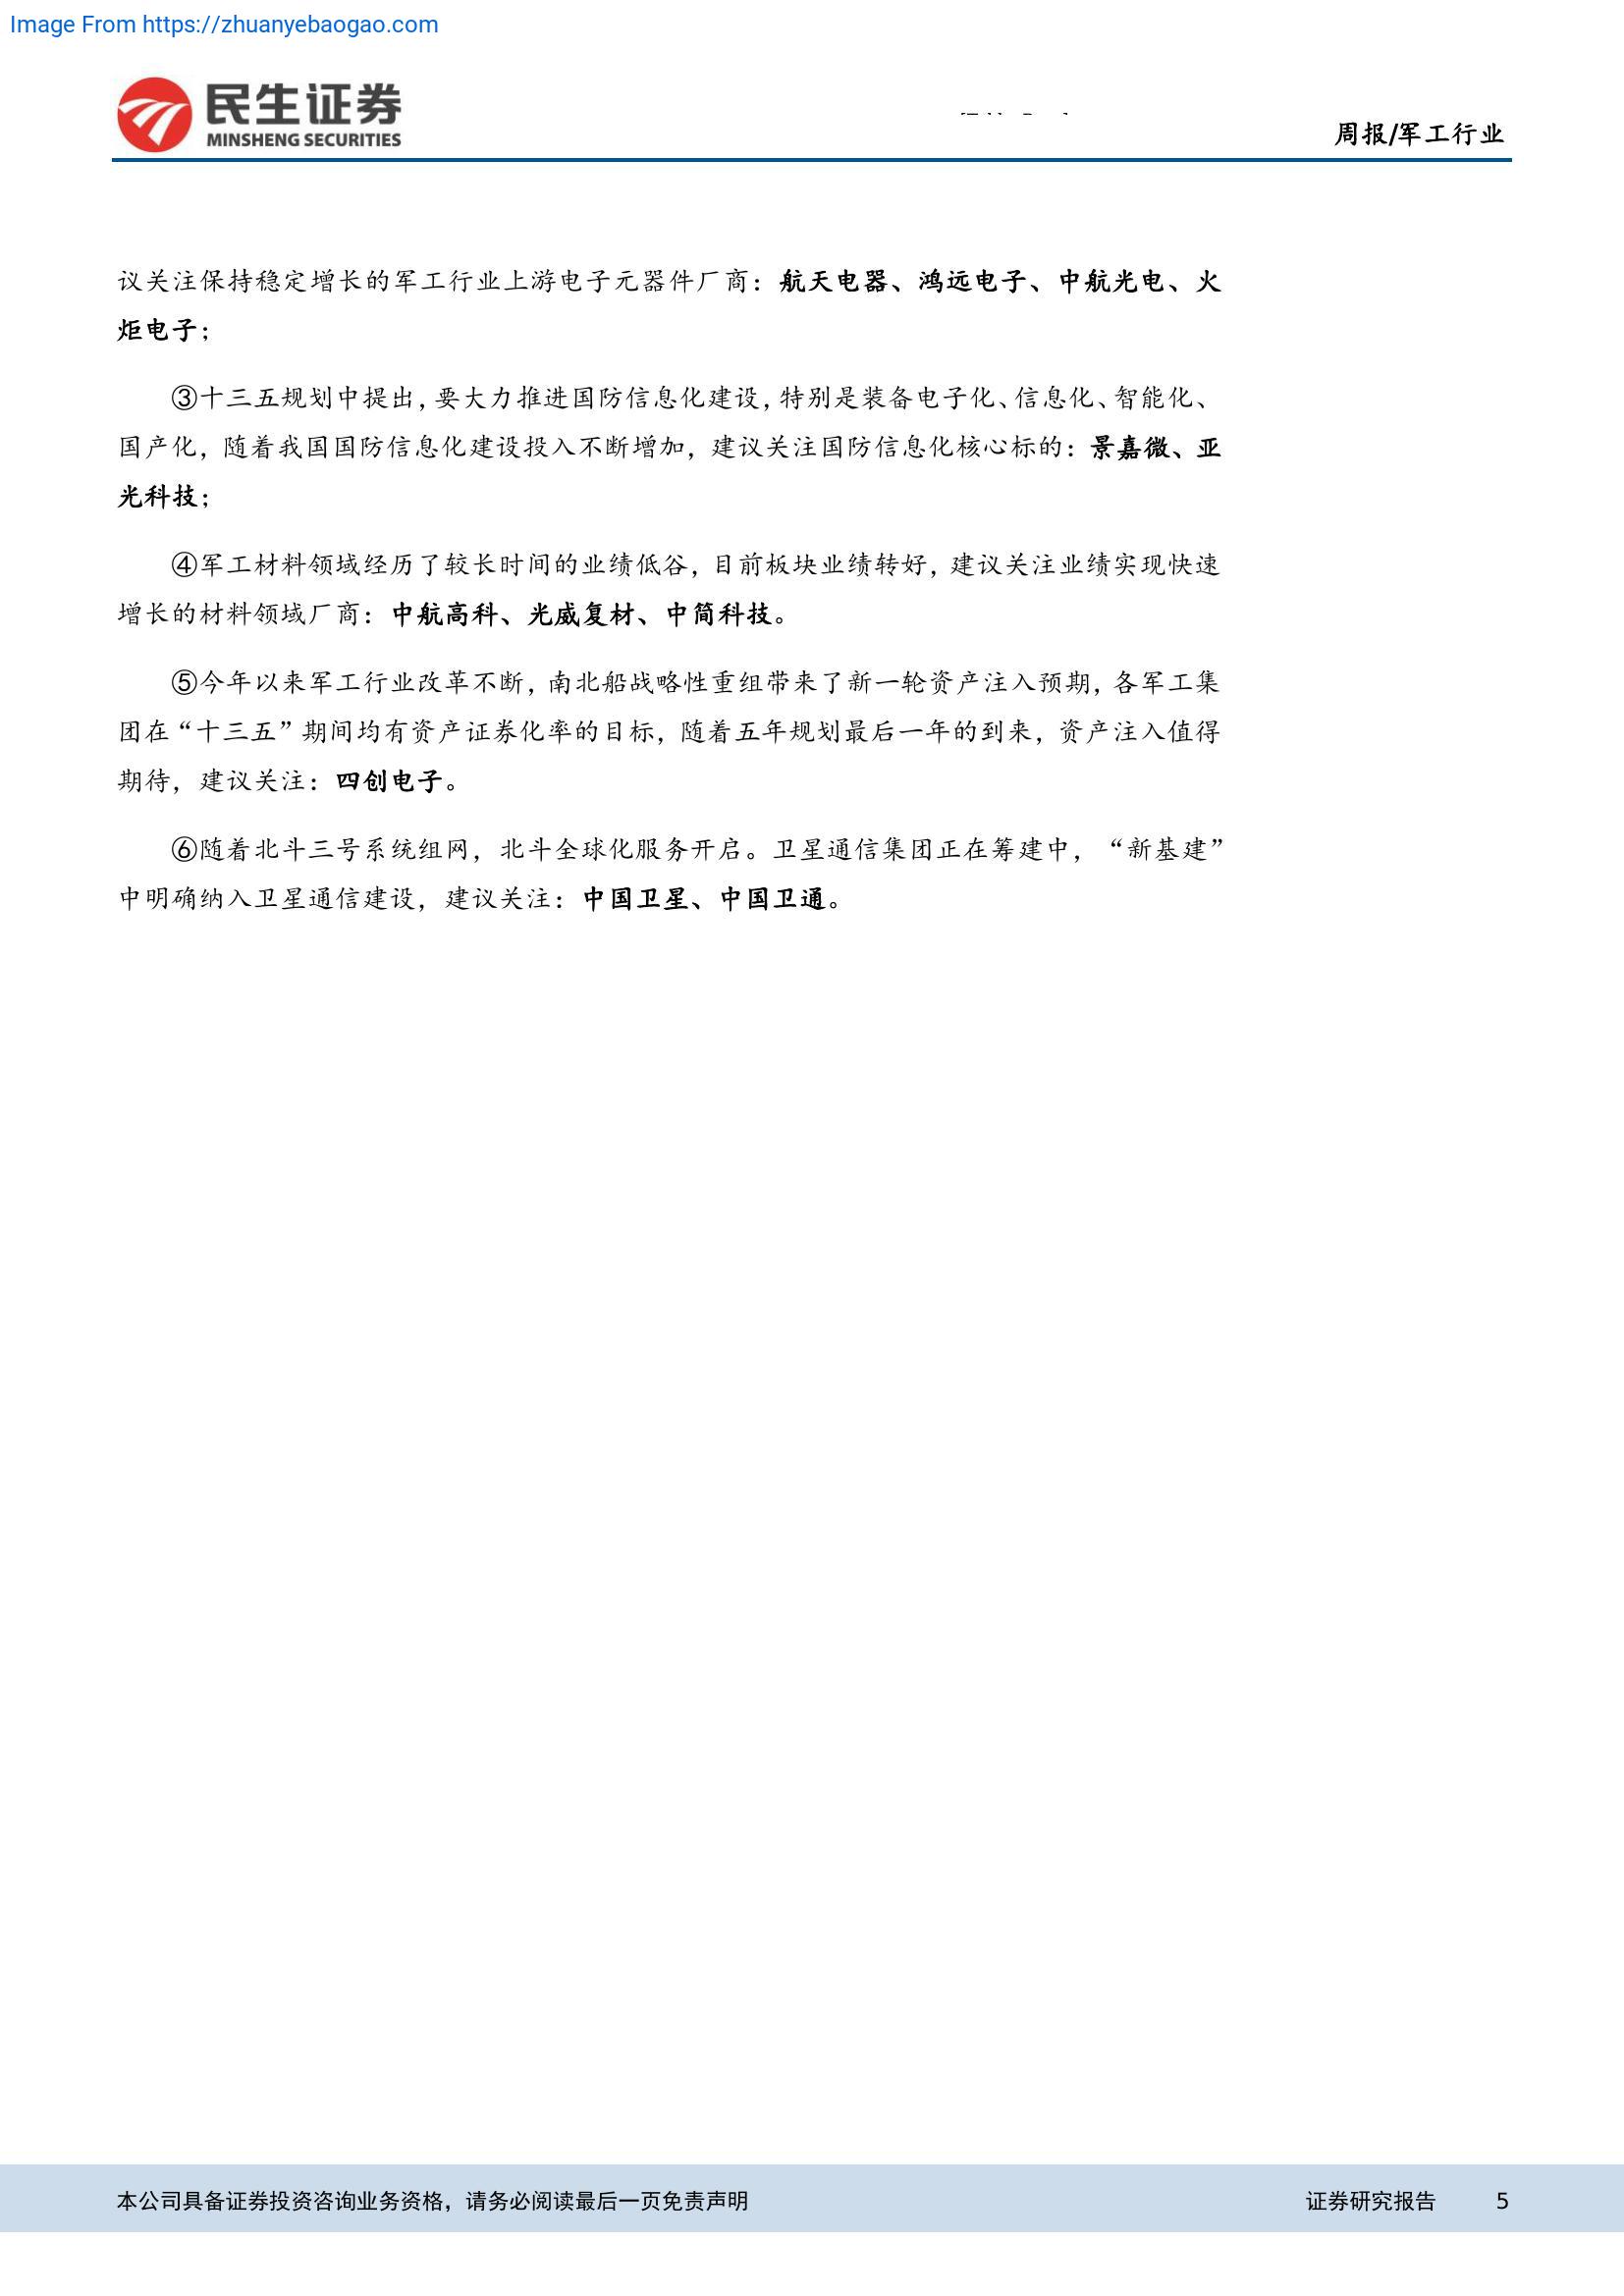 Image From https://zhuanyebaogao.com
民生证券
MINSHENG SECURITIES
周报/军工行业
议关注保持稳定增长的军工行业上游电子元器件厂商：航天电器、鸿远电子、中航光电、火
炬电子；
③十三五规划中提出，要大力推进国防信息化建设，特别是装备电子化、信息化、智能化、
国产化，随着我国国防信息化建设投入不断增加，建议关注国防信息化核心标的：景嘉微、亚
光科技；
④军工材料领域经历了较长时间的业绩低谷，目前板块业绩转好，建议关注业绩实现快速
增长的材料领域厂商：中航高科、光威复材、中简科技。
⑤今年以来军工行业改革不断，南北船战略性重组带来了新一轮资产注入预期，各军工集
团在“十三五”期间均有资产证券化率的目标，随着五年规划最后一年的到来，资产注入值得
期待，建议关注：四创电子。
⑥随着北斗三号系统组网，北斗全球化服务开启。卫星通信集团正在筹建中，“新基建”
中明确纳入卫星通信建设，建议关注：中国卫星、中国卫通。
本公司具备证券投资咨询业务资格，请务必阅读最后一页免责声明
证券研究报告 5